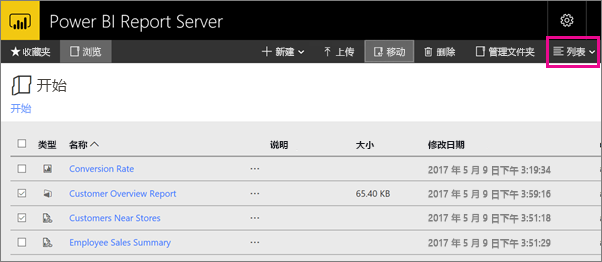 Power BI Report Server
收藏夹 浏览 新建 上传 移动 删除 管理文件夹 列表
开始
开始
类型 名称 说明 大小 修改日期
Conversion Rate ... 2017 年 5 月 9 日下午 3:19:34
Customer Overview Report ... 65.40 KB 2017 年 5 月 9 日下午 3:59:16
Customers Near Stores ... 2017 年 5 月 9 日下午 3:51:18
Employee Sales Summary ... 2017 年 5 月 9 日下午 3:51:29